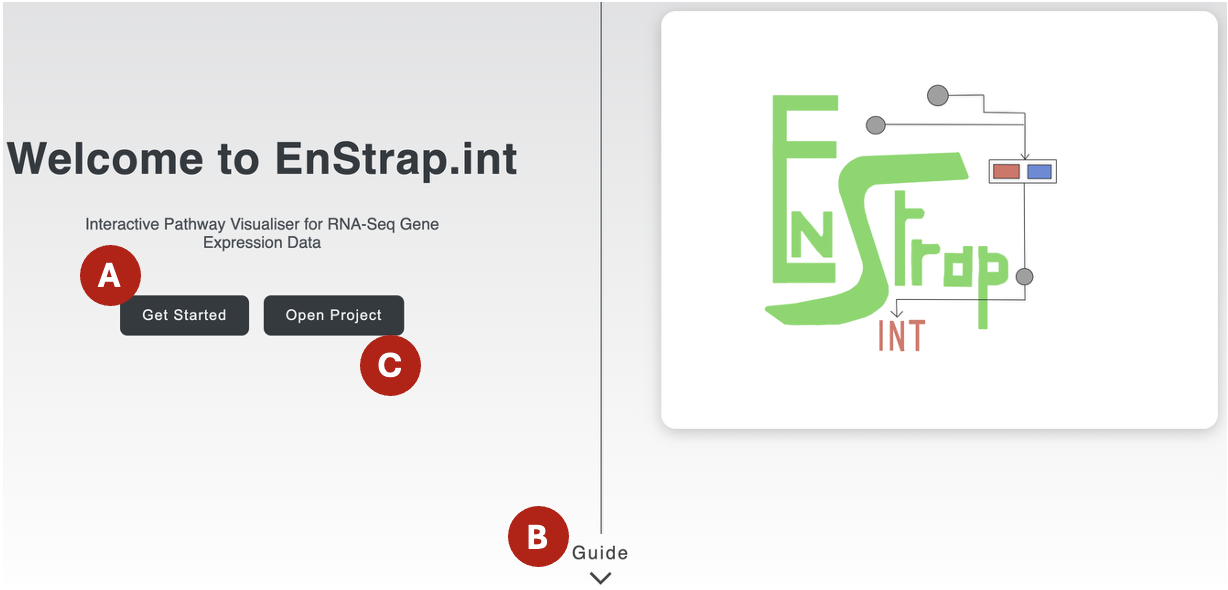 Welcome to EnStrap.int
Interactive Pathway Visualiser for RNA-Seq Gene
Expression Data
A
Get Started
Open Project
C
B
Guide
EnStrap
INT